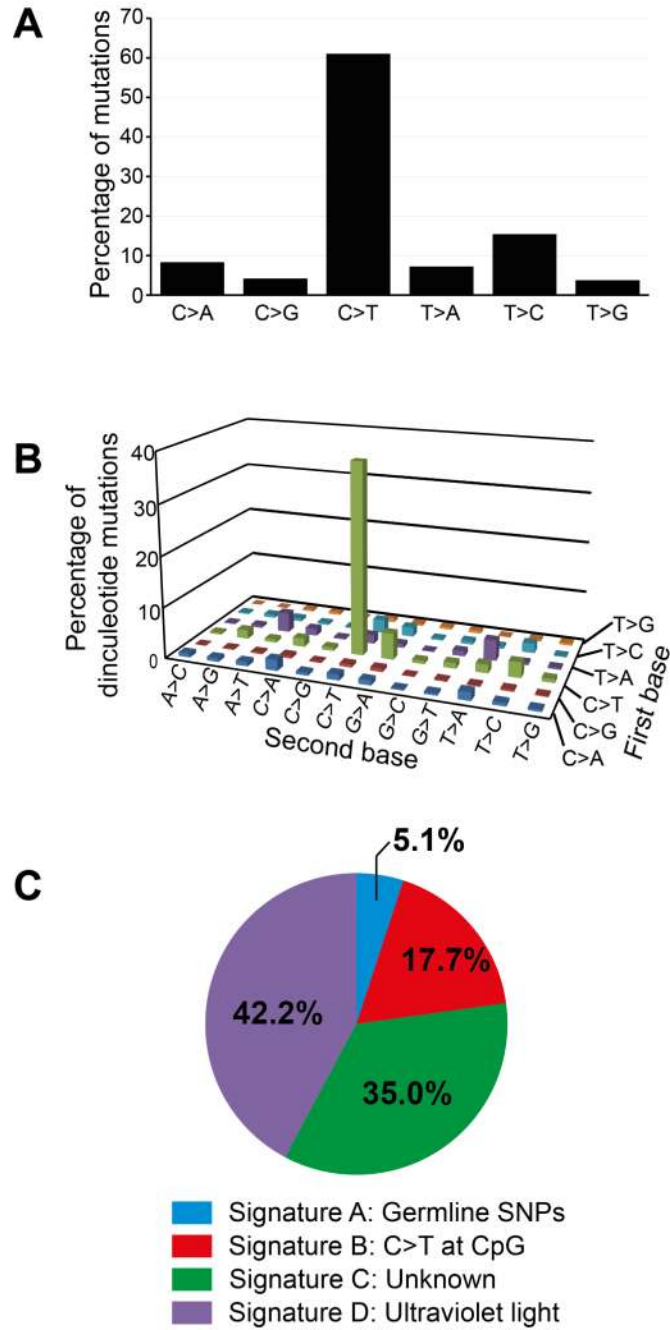 A
Percentage of mutations
70
60
50
40
30
20
10
0
C>A C>G C>T T>A T>C T>G
B
Percentage of
dinculeotide mutations
40
30
20
10
0
A>C A>G A>T C>A C>G C>T G>A G>C G>T T>A T>C T>G
Second base
T>G
T>C
T>A
C>T
C>G
C>A
First base
C
5.1%
17.7%
42.2%
35.0%
Signature A: Germline SNPs
Signature B: C>T at CpG
Signature C: Unknown
Signature D: Ultraviolet light